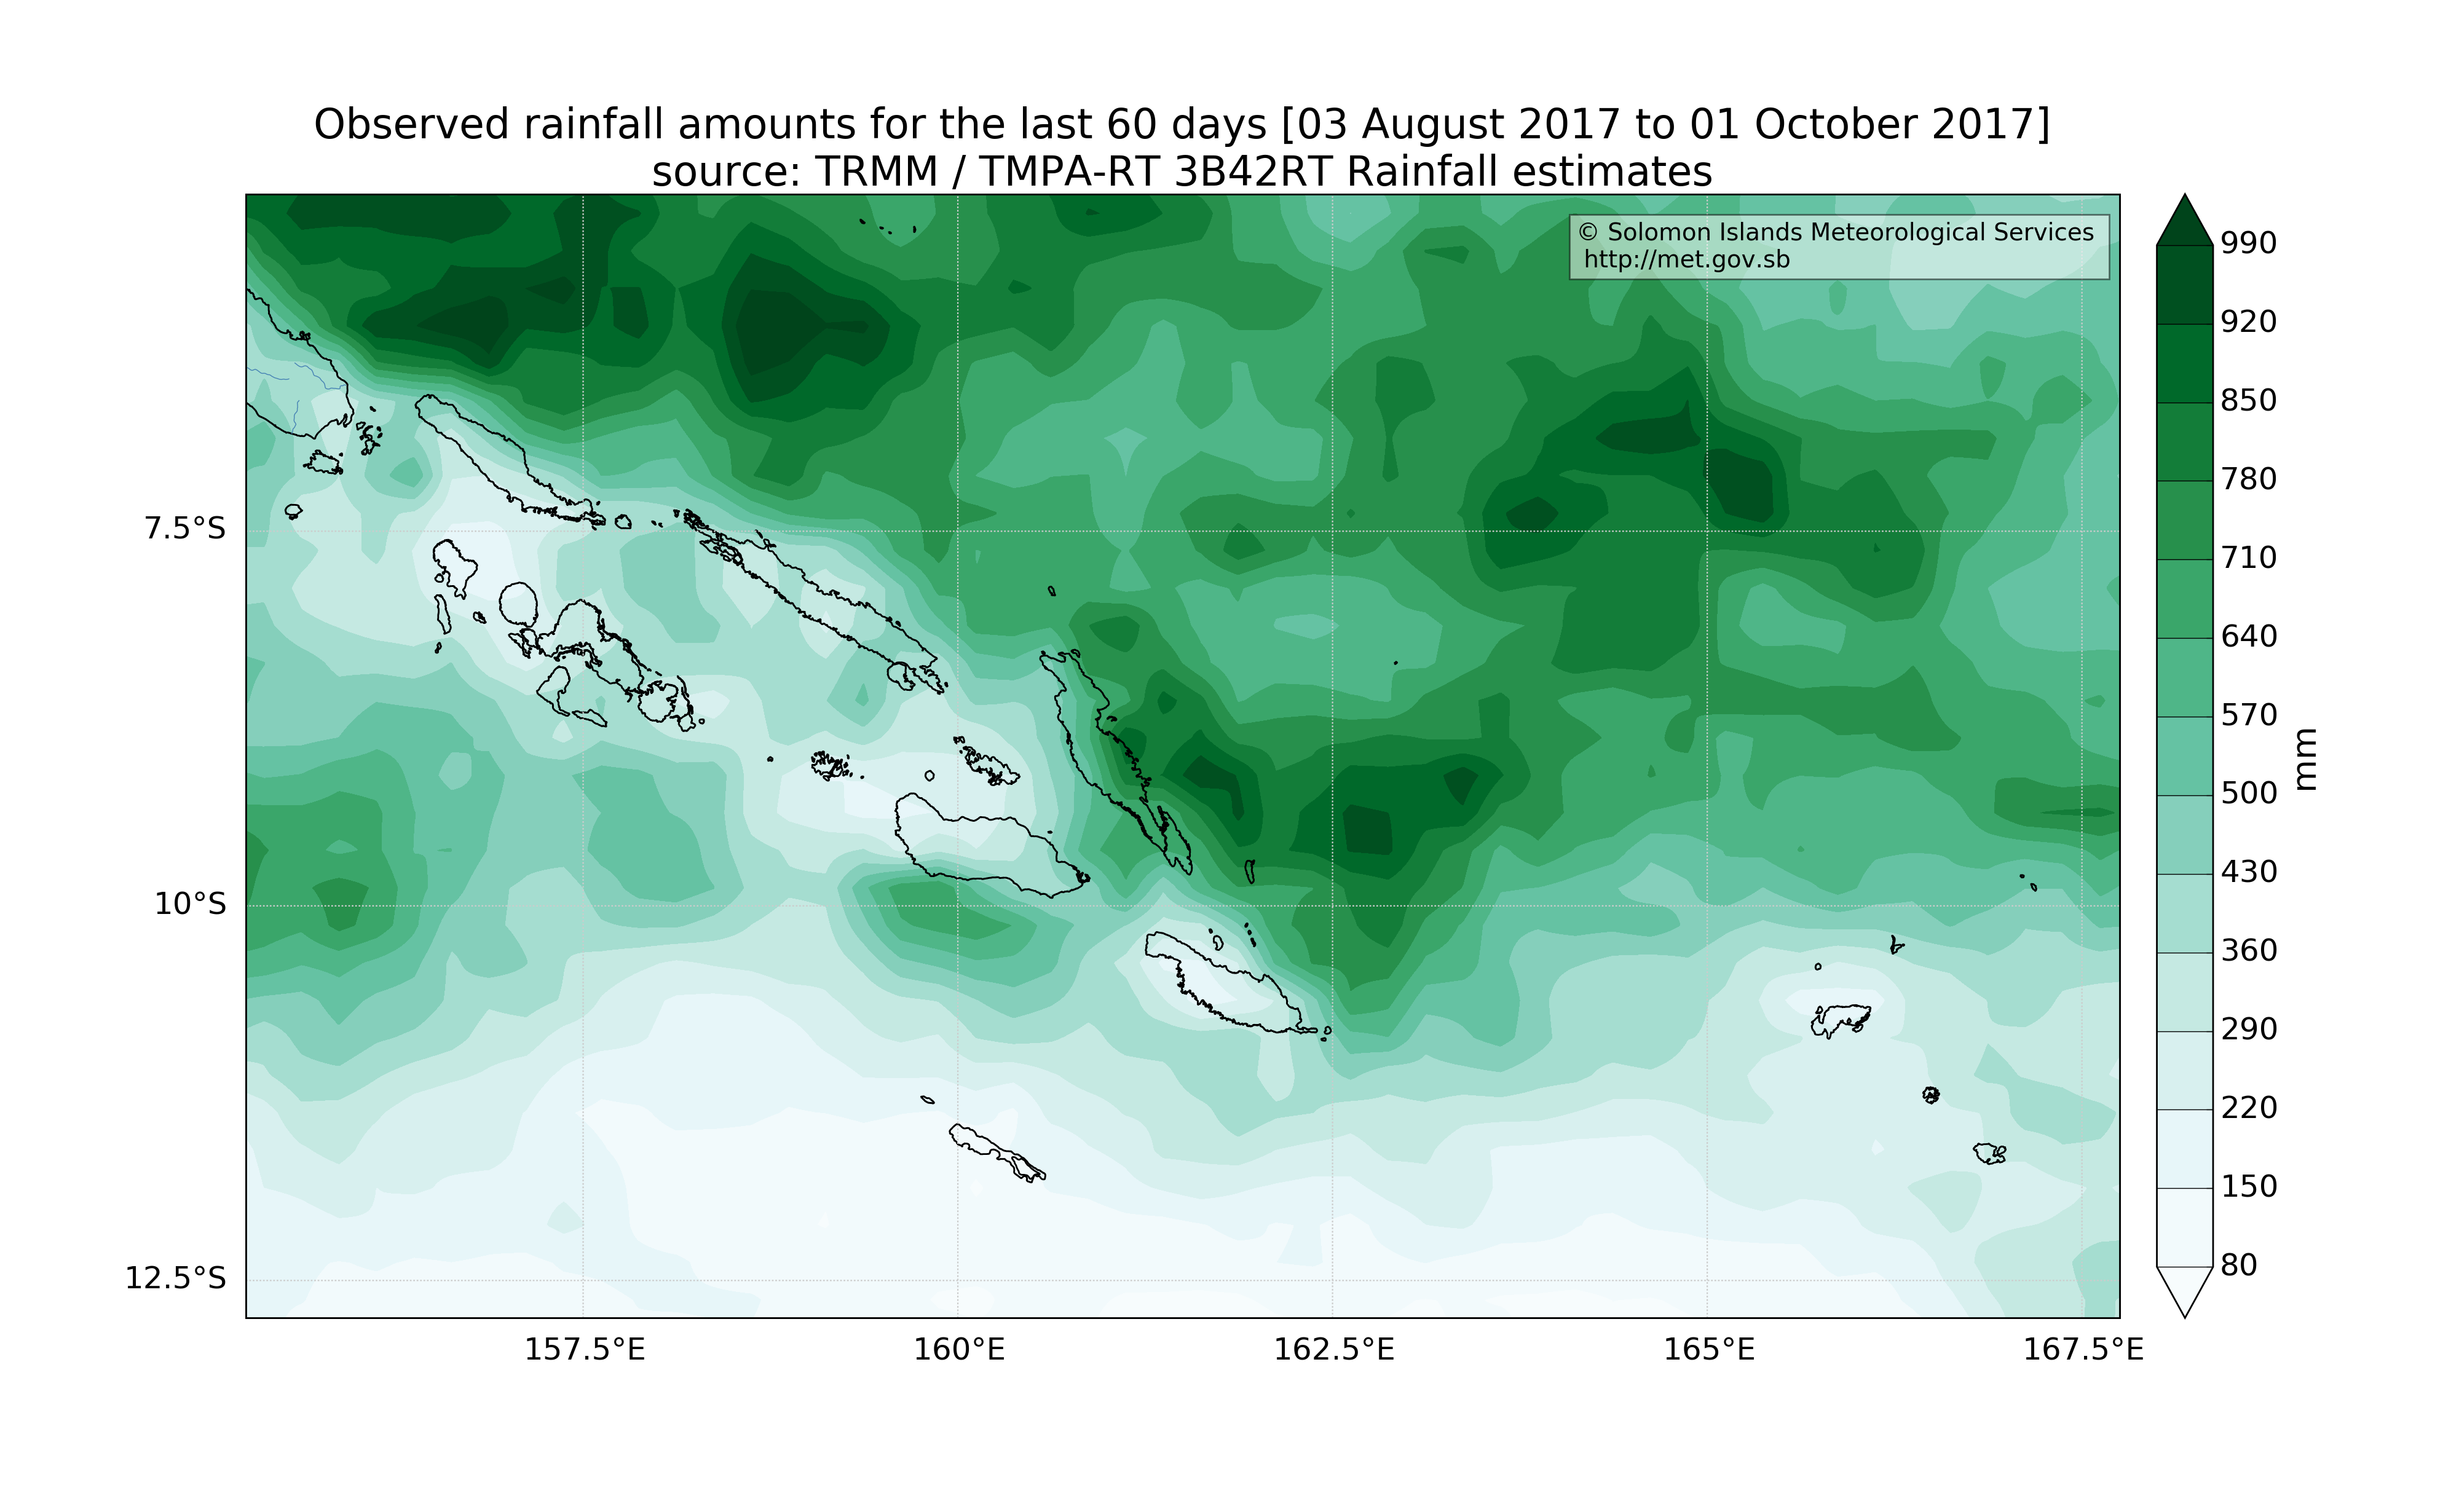 Observed rainfall amounts for the last 60 days [03 August 2017 to 01 October 2017]
source: TRMM / TMPA-RT 3B42RT Rainfall estimates
© Solomon Islands Meteorological Services
http://met.gov.sb
990
920
850
780
710
640
570
500
430
360
290
220
150
80
mm
7.5°S
10°S
12.5°S
157.5°E
160°E
162.5°E
165°E
167.5°E